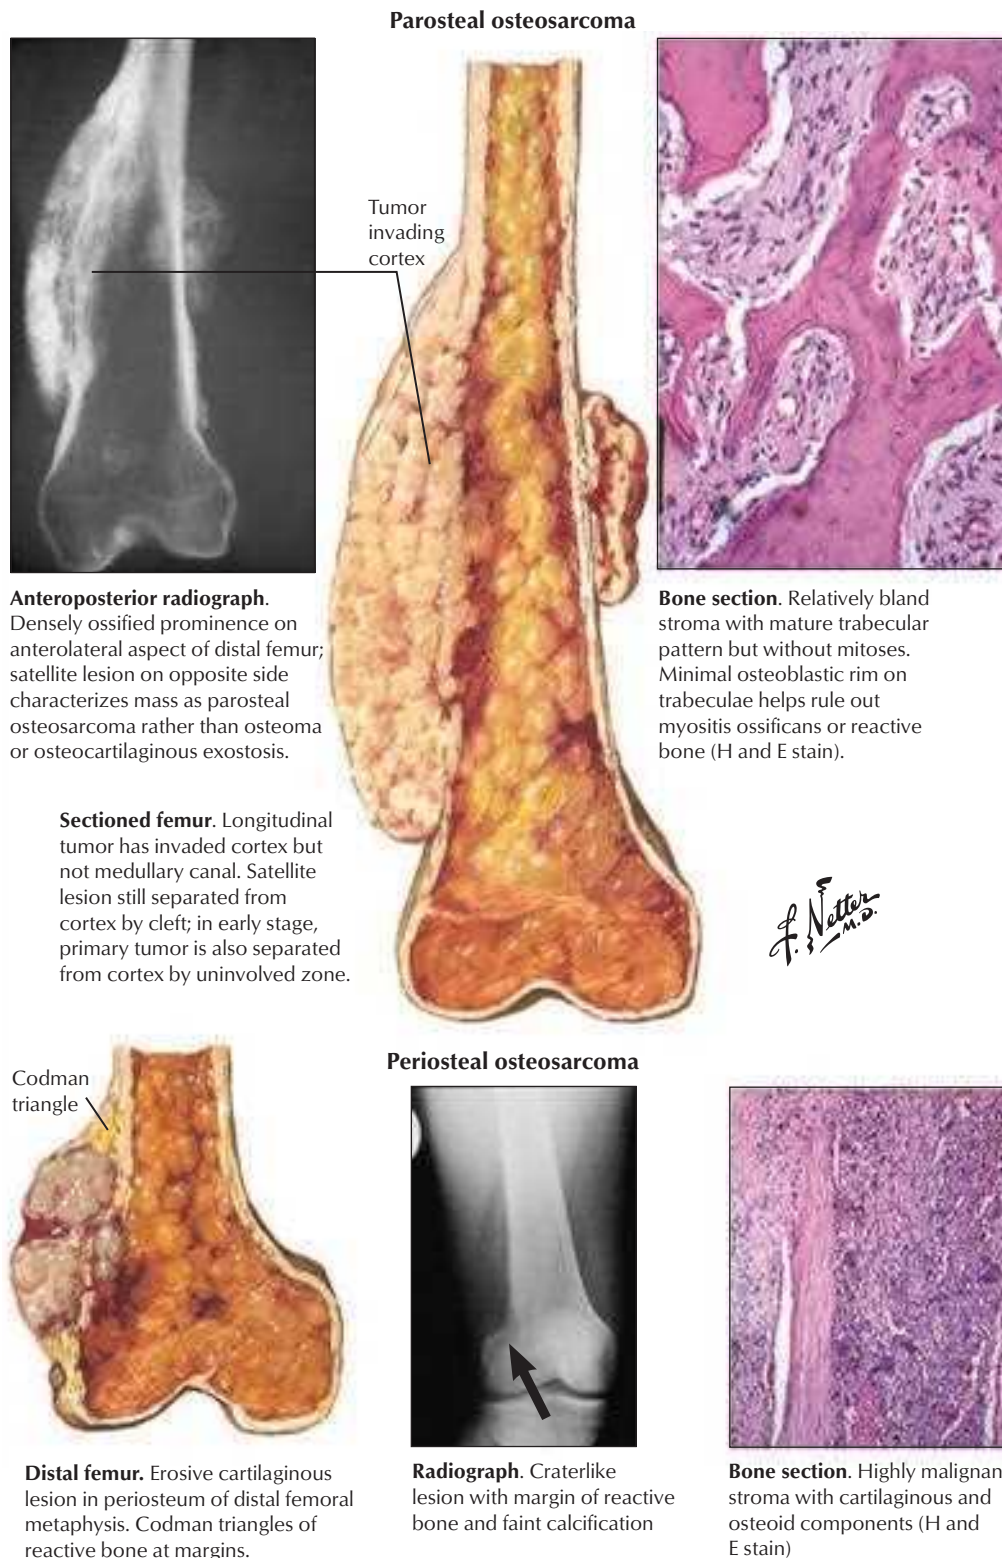 Parosteal osteosarcoma
Tumor
invading
cortex
Anteroposterior radiograph.
Densely ossified prominence on
anterolateral aspect of distal femur;
satellite lesion on opposite side
characterizes mass as parosteal
osteosarcoma rather than osteoma
or osteocartilaginous exostosis.
Bone section. Relatively bland
stroma with mature trabecular
pattern but without mitoses.
Minimal osteoblastic rim on
trabeculae helps rule out
myositis ossificans or reactive
bone (H and E stain).
Sectioned femur. Longitudinal
tumor has invaded cortex but
not medullary canal. Satellite
lesion still separated from
cortex by cleft; in early stage,
primary tumor is also separated
from cortex by uninvolved zone.
F. Netter
M.D.
Codman
triangle
Periosteal osteosarcoma
Distal femur. Erosive cartilaginous
lesion in periosteum of distal femoral
metaphysis. Codman triangles of
reactive bone at margins.
Radiograph. Craterlike
lesion with margin of reactive
bone and faint calcification
Bone section. Highly malignan
stroma with cartilaginous and
osteoid components (H and
E stain)